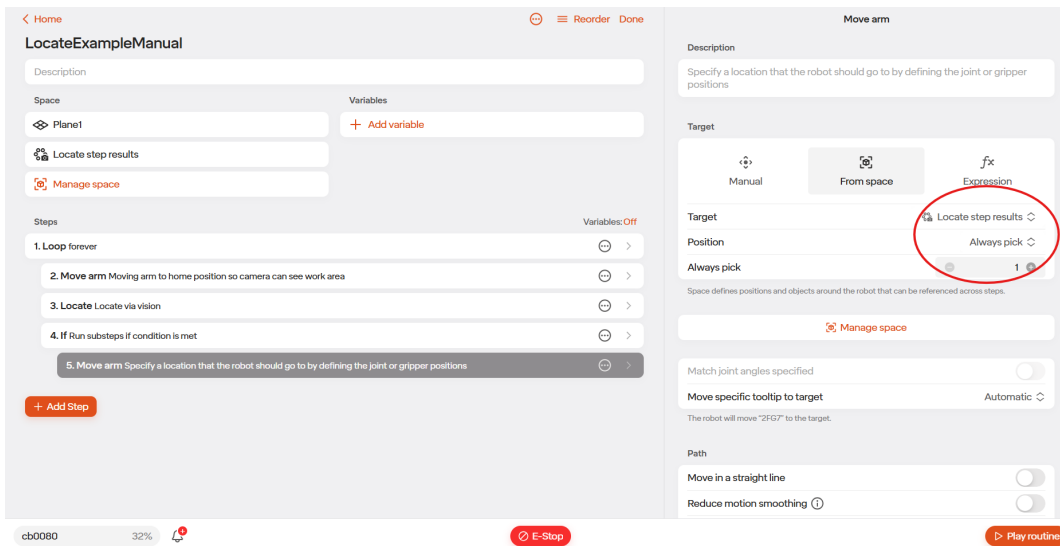 Home
Reorder Done
LocateExampleManual
Description
Space
Variables
Plane1
+ Add variable
Locate step results
Manage space
Steps
Variables:Off
1. Loop forever
2. Move arm Moving arm to home position so camera can see work area
3. Locate Locate via vision
4. If Run substeps if condition is met
5. Move arm Specify a location that the robot should go to by defining the joint or gripper positions
+ Add Step
Move arm
Description
Specify a location that the robot should go to by defining the joint or gripper
positions
Target
Manual
From space
fx
Expression
Target
Locate step results
Position
Always pick
Always pick
1
Space defines positions and objects around the robot that can be referenced across steps.
Manage space
Match joint angles specified
Move specific tooltip to target
Automatic
The robot will move "2FG7" to the target.
Path
Move in a straight line
Reduce motion smoothing
cb0080
32%
E-Stop
Play routine